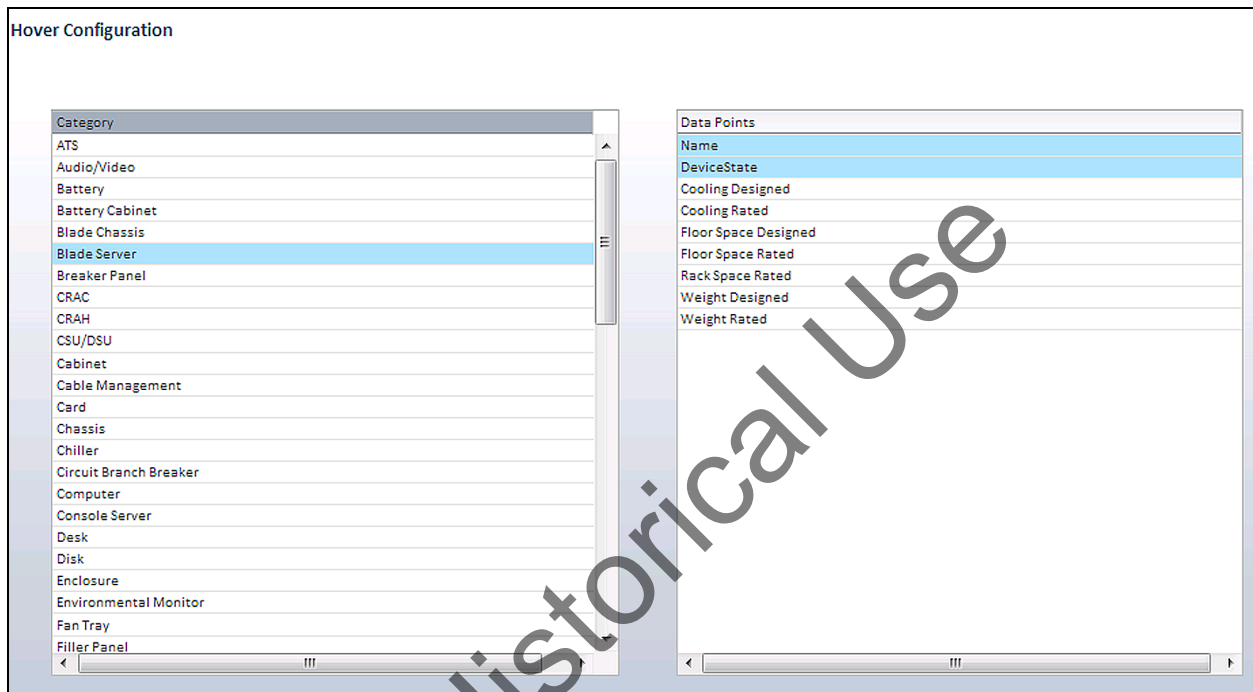 Hover Configuration
Category
ATS
Audio/Video
Battery
Battery Cabinet
Blade Chassis
Blade Server
Breaker Panel
CRAC
CRAH
CSU/DSU
Cabinet
Cable Management
Card
Chassis
Chiller
Circuit Branch Breaker
Computer
Console Server
Desk
Disk
Enclosure
Environmental Monitor
Fan Tray
Filler Panel
Data Points
Name
DeviceState
Cooling Designed
Cooling Rated
Floor Space Designed
Floor Space Rated
Rack Space Rated
Weight Designed
Weight Rated
Historical Use